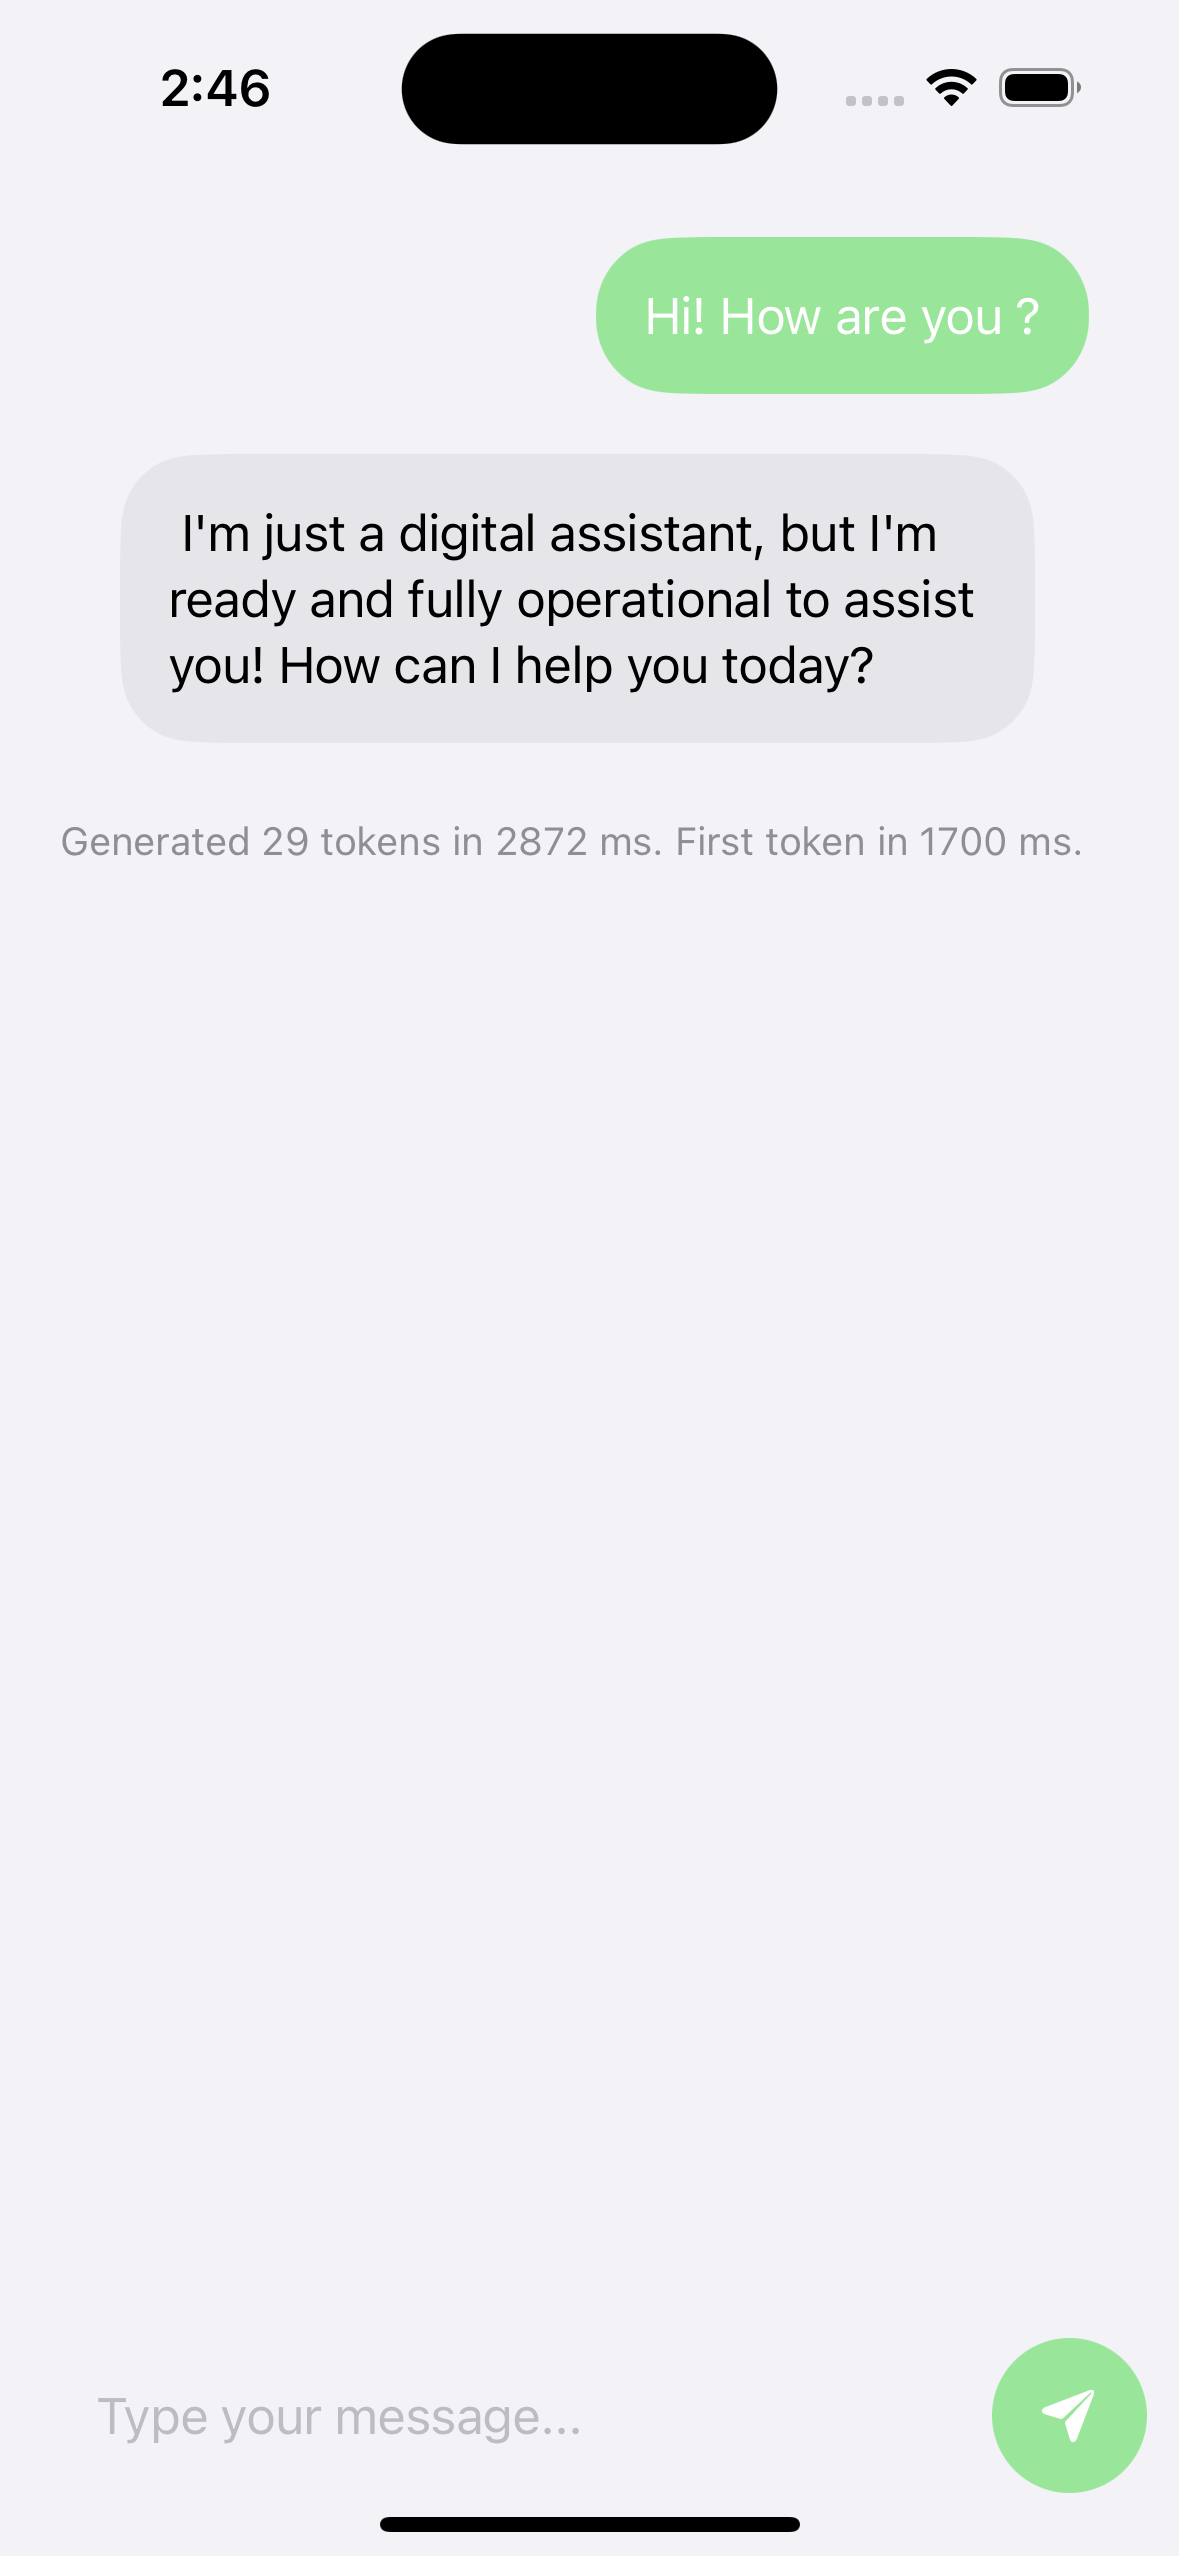 2:46
Hi! How are you ?
I'm just a digital assistant, but I'm
ready and fully operational to assist
you! How can I help you today?
Generated 29 tokens in 2872 ms. First token in 1700 ms.
Type your message...